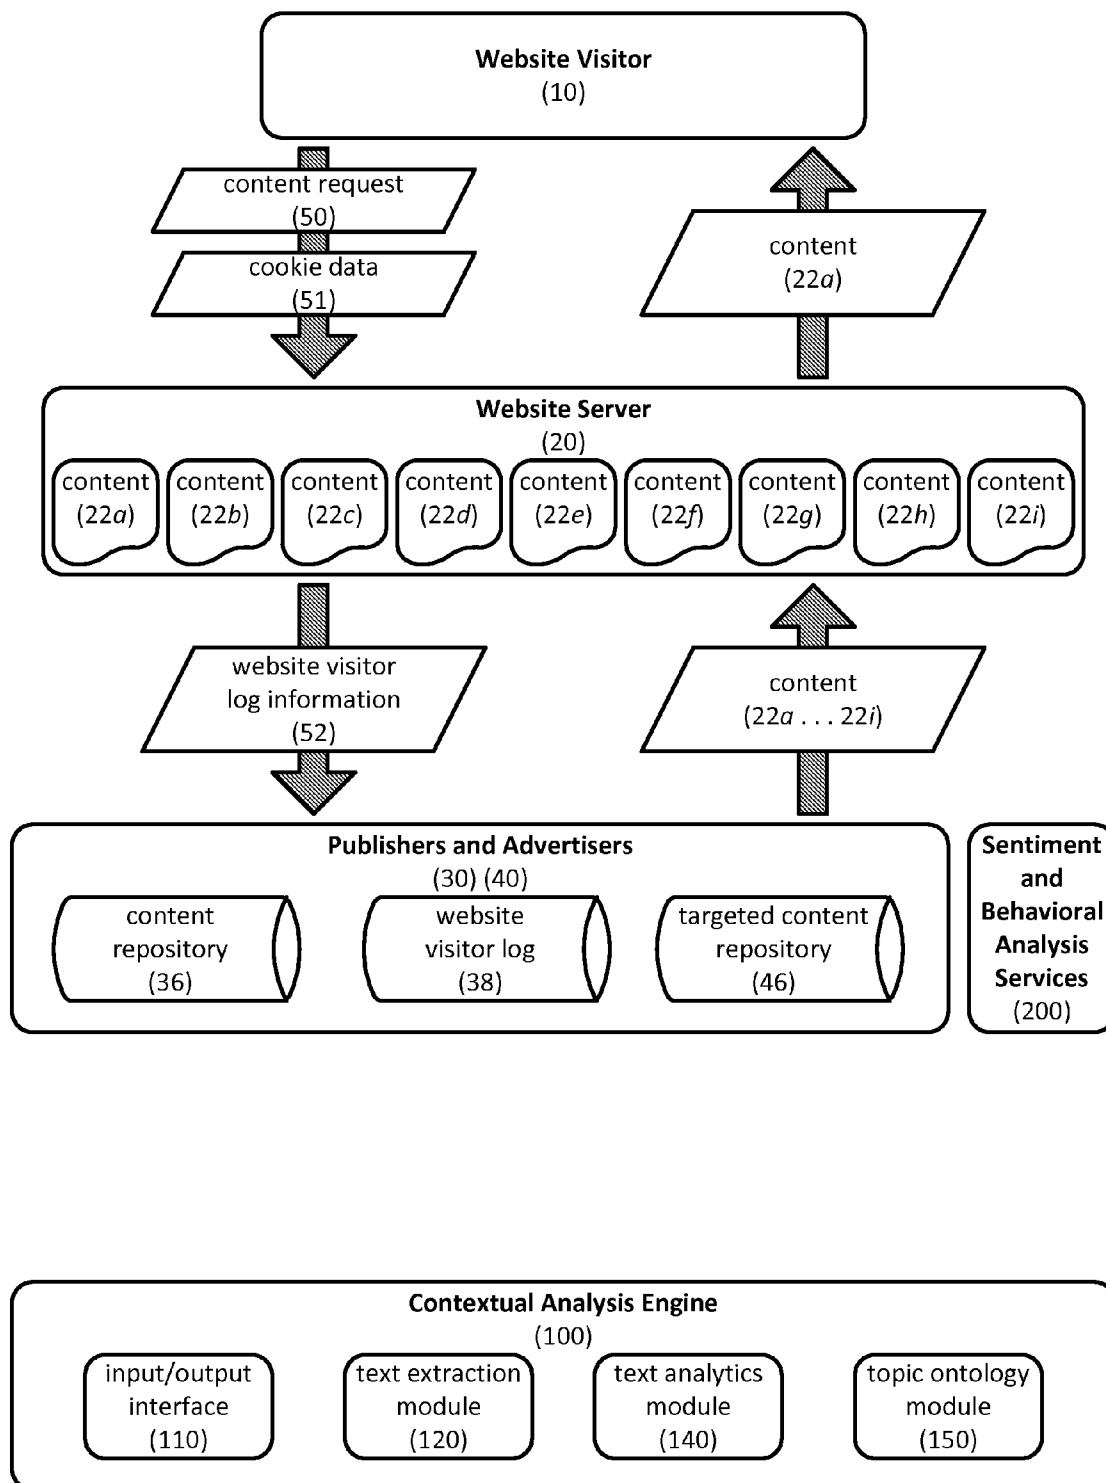 Website Visitor
(10)
content request
(50)
cookie data
(51)
content
(22a)
Website Server
(20)
content
(22a)
content
(22b)
content
(22c)
content
(22d)
content
(22e)
content
(22f)
content
(22g)
content
(22h)
content
(22i)
website visitor
log information
(52)
content
(22a . . . 22i)
Publishers and Advertisers
(30) (40)
content
repository
(36)
website
visitor log
(38)
targeted content
repository
(46)
Sentiment
and
Behavioral
Analysis
Services
(200)
Contextual Analysis Engine
(100)
input/output
interface
(110)
text extraction
module
(120)
text analytics
module
(140)
topic ontology
module
(150)